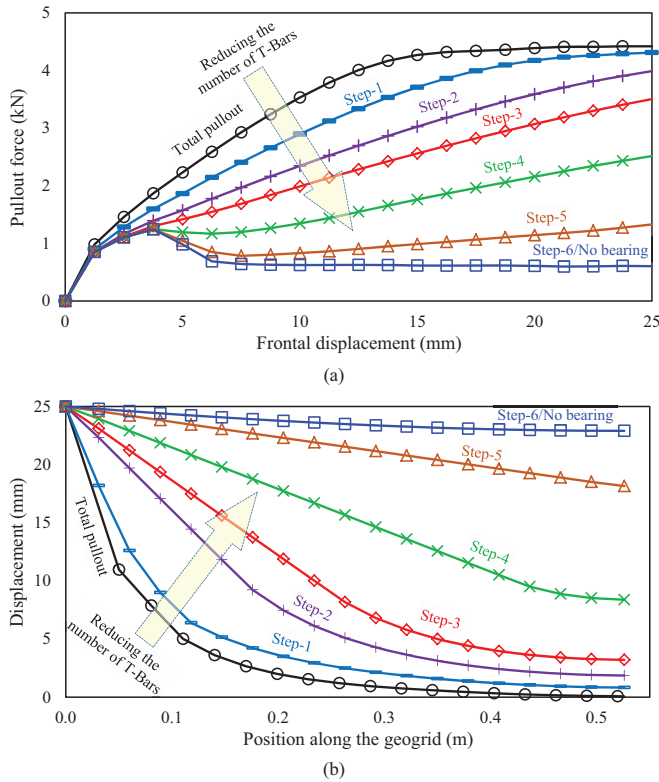 5
4
3
2
1
0
Pullout force (kN)
Reducing the
number of T-Bars
Total pullout
Step-1
Step-2
Step-3
Step-4
Step-5
Step-6/No bearing
0
5
10
15
20
25
Frontal displacement (mm)
(a)
25
20
15
10
5
0
Displacement (mm)
Step-6/No bearing
Step-5
Step-4
Step-3
Step-2
Step-1
Total pullout
Reducing the
number of T-Bars
0.0
0.1
0.2
0.3
0.4
0.5
Position along the geogrid (m)
(b)